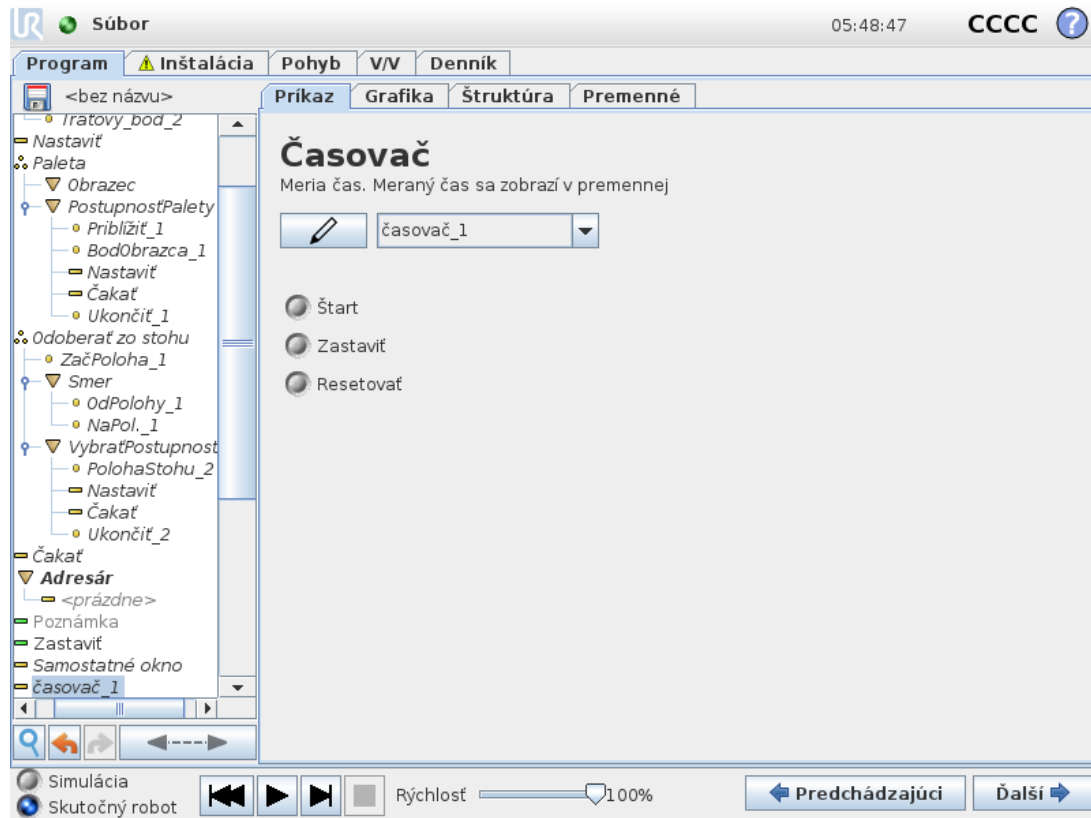 UR Súbor 05:48:47 CCCC ?
Program Inštalácia Pohyb V/V Denník
<bez názvu> Príkaz Grafika Štruktúra Premenné
Traťový_bod_2
Nastaviť
Paleta
Obrazec
PostupnosťPalety
Priblížiť_1
BodObrazca_1
Nastaviť
Čakať
Ukončiť_1
Odoberať zo stohu
ZačPoloha_1
Smer
OdPolohy_1
NaPol._1
VybraťPostupnost
PolohaStohu_2
Nastaviť
Čakať
Ukončiť_2
Čakať
Adresár
<prázdne>
Poznámka
Zastaviť
Samostatné okno
časovač_1
Časovač
Meria čas. Meraný čas sa zobrazí v premennej
časovač_1
Štart
Zastaviť
Resetovať
Simulácia
Skutočný robot
Rýchlosť 100%
Predchádzajúci Ďalší